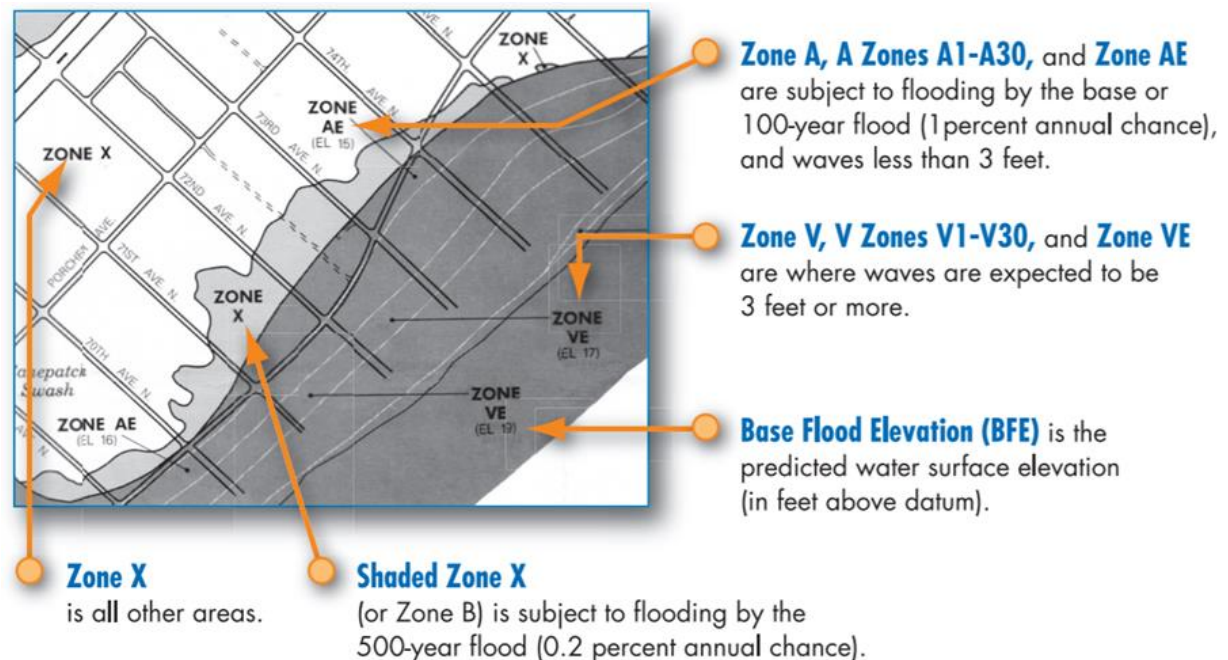 ZONE
X
74TH
AVE. N.
ZONE
AE
(EL 15)
73RD
AVE. N.
ZONE X
72ND
AVE. N.
PORCHER AVE.
71ST AVE. N.
ZONE
X
ZONE
VE
(EL 17)
70TH
AVE. N.
Swash
ZONE
VE
(EL 19)
ZONE AE
(EL 16)
AVE. N.
Zone A, A Zones A1-A30, and Zone AE
are subject to flooding by the base or
100-year flood (1percent annual chance),
and waves less than 3 feet.
Zone V, V Zones V1-V30, and Zone VE
are where waves are expected to be
3 feet or more.
Base Flood Elevation (BFE) is the
predicted water surface elevation
(in feet above datum).
Zone X
is all other areas.
Shaded Zone X
(or Zone B) is subject to flooding by the
500-year flood (0.2 percent annual chance).